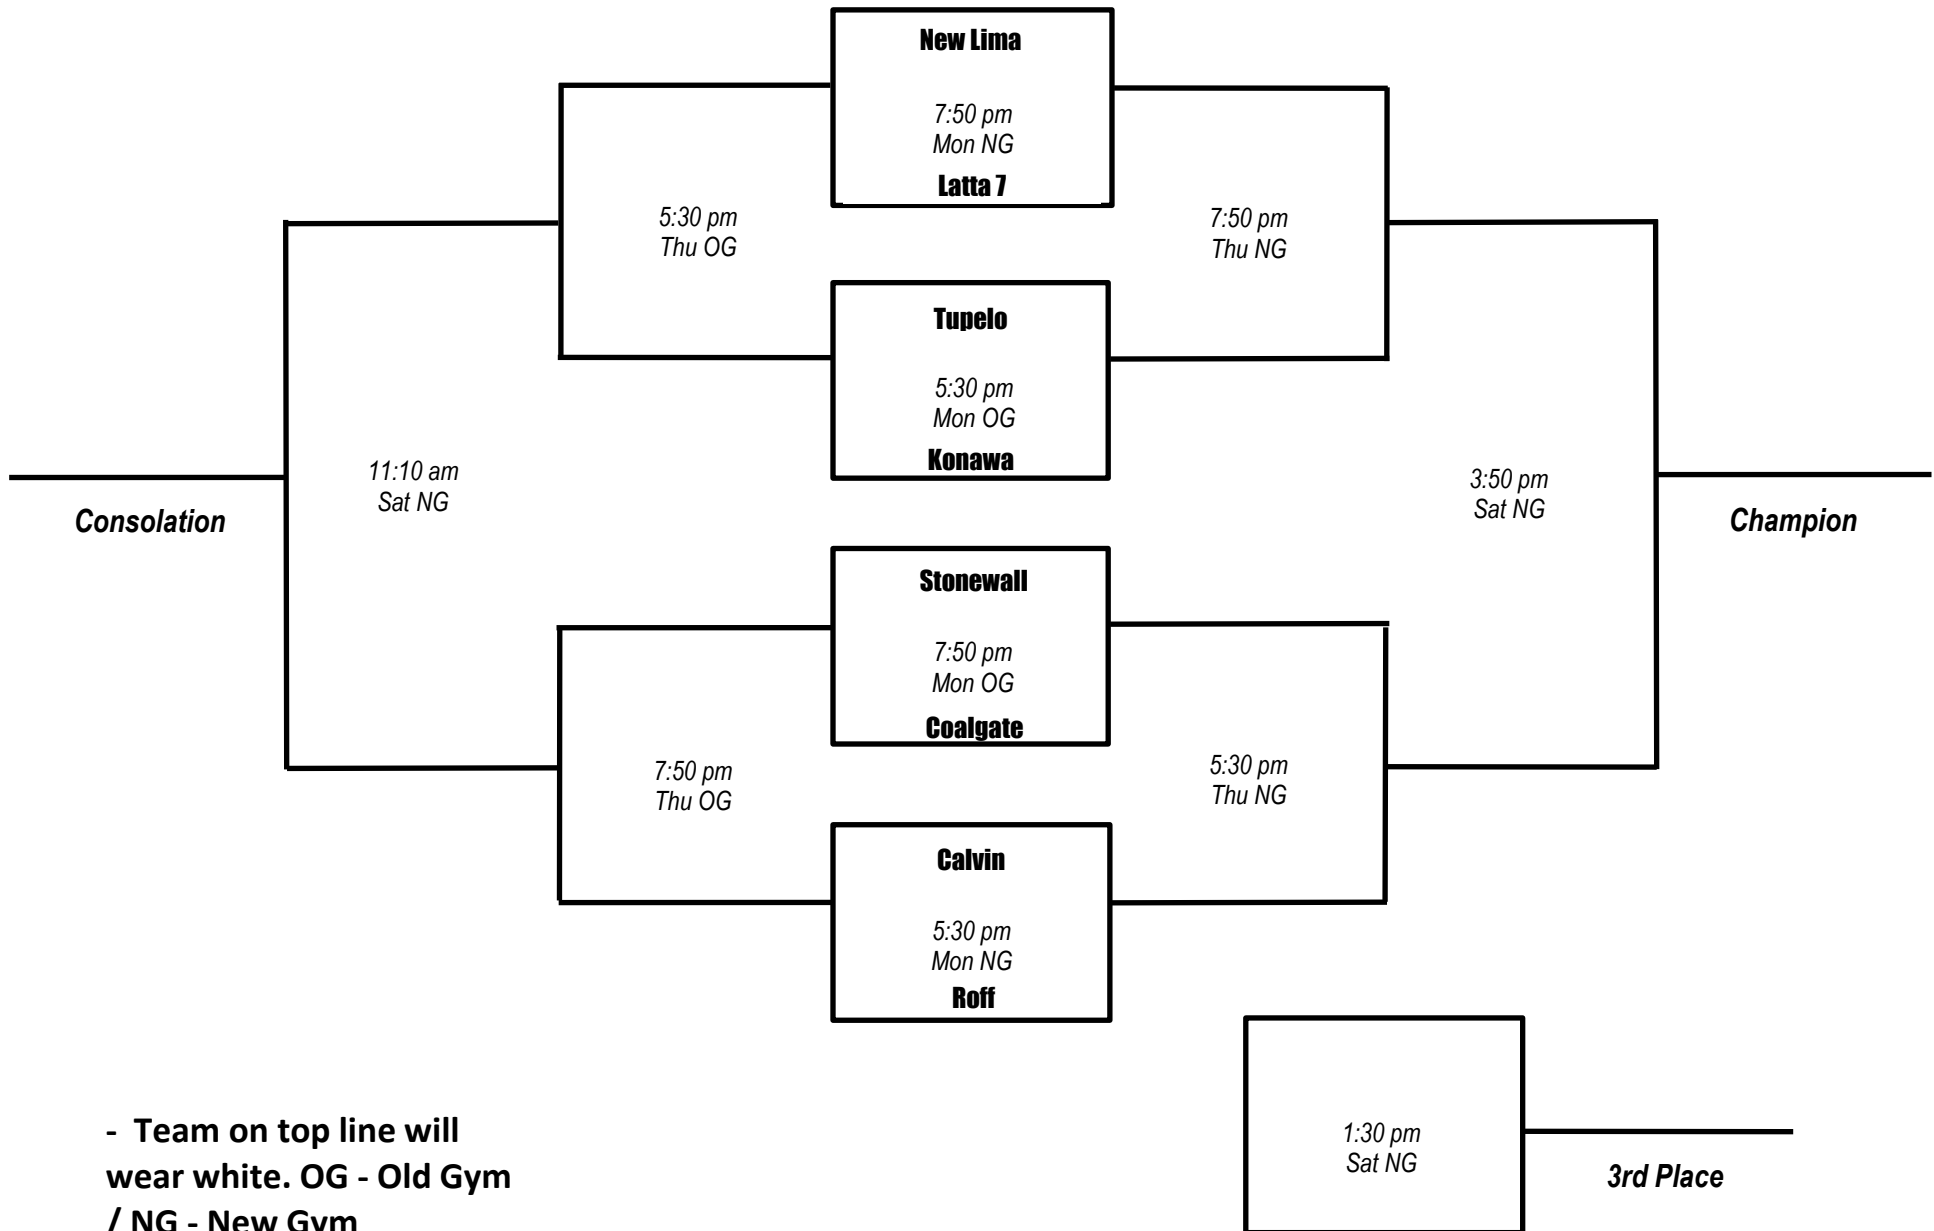 New Lima
7:50 pm
Mon NG
Latta 7
5:30 pm
Thu OG
7:50 pm
Thu NG
Tupelo
5:30 pm
Mon OG
Konawa
11:10 am
Sat NG
3:50 pm
Sat NG
Consolation
Champion
Stonewall
7:50 pm
Mon OG
Coalgate
7:50 pm
Thu OG
5:30 pm
Thu NG
Calvin
5:30 pm
Mon NG
Roff
- Team on top line will
wear white. OG - Old Gym
/ NG - New Gym
1:30 pm
Sat NG
3rd Place